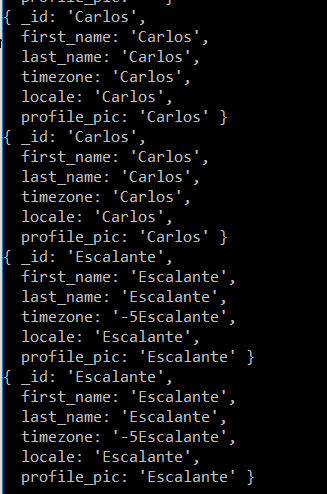 profile_pic: }
{ _id: 'Carlos',
first_name: 'Carlos',
last_name: 'Carlos',
timezone: 'Carlos',
locale: 'Carlos',
profile_pic: 'Carlos' }
{ _id: 'Carlos',
first_name: 'Carlos',
last_name: 'Carlos',
timezone: 'Carlos',
locale: 'Carlos',
profile_pic: 'Carlos' }
{ _id: 'Escalante',
first_name: 'Escalante',
last_name: 'Escalante',
timezone: '-5Escalante',
locale: 'Escalante',
profile_pic: 'Escalante' }
{ _id: 'Escalante',
first_name: 'Escalante',
last_name: 'Escalante',
timezone: '-5Escalante',
locale: 'Escalante',
profile_pic: 'Escalante' }